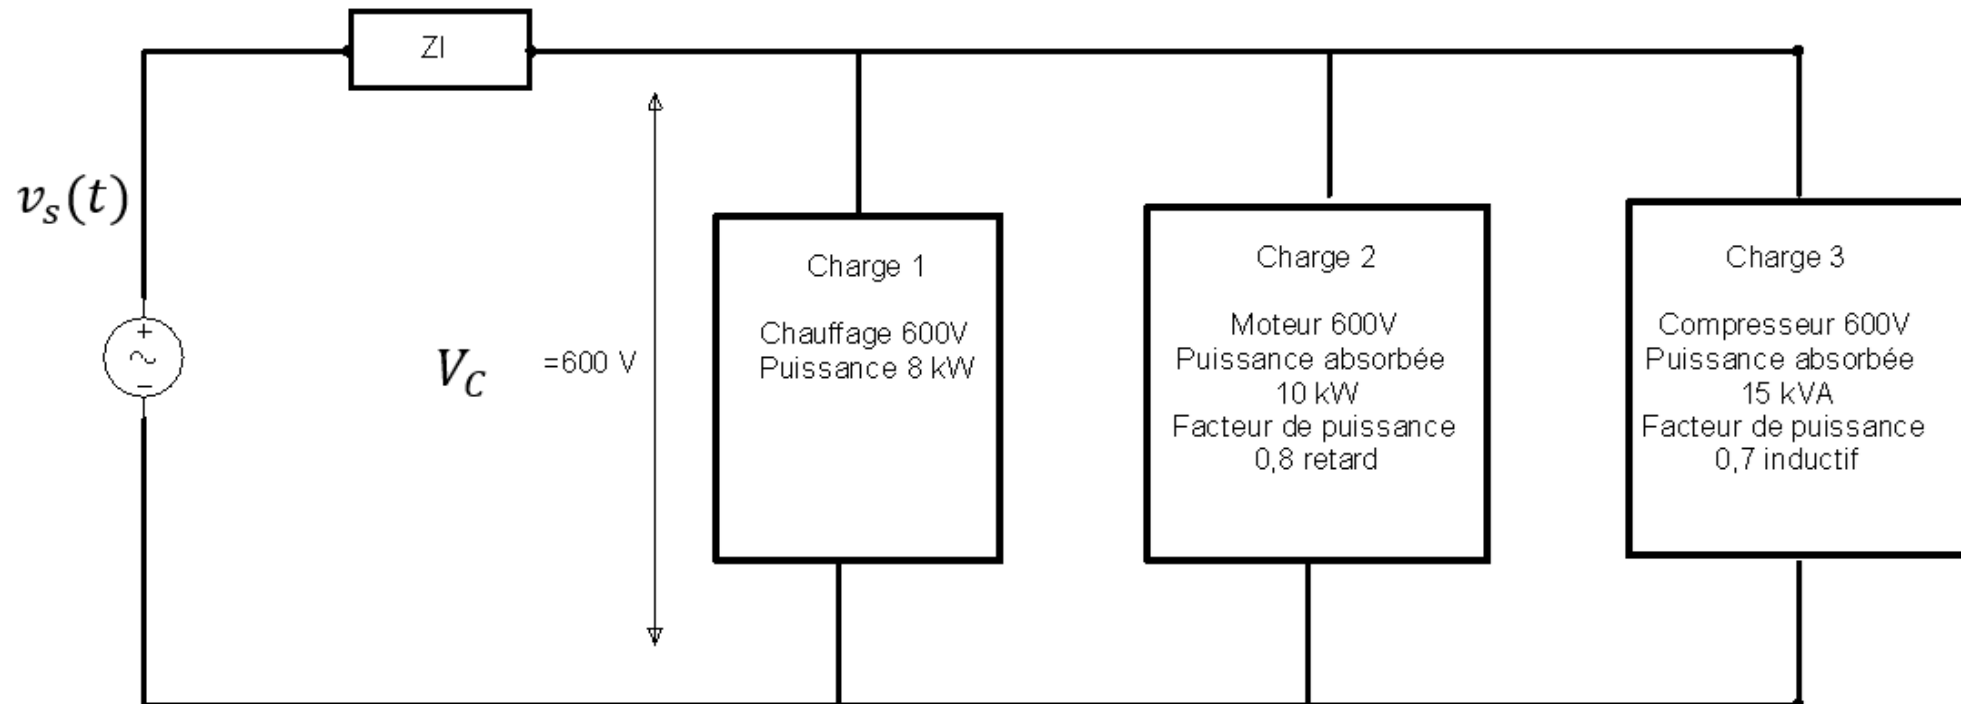 Zl
v_s(t)
+
−
V_C =600 V
Charge 1
Chauffage 600V
Puissance 8 kW
Charge 2
Moteur 600V
Puissance absorbée
10 kW
Facteur de puissance
0,8 retard
Charge 3
Compresseur 600V
Puissance absorbée
15 kVA
Facteur de puissance
0,7 inductif